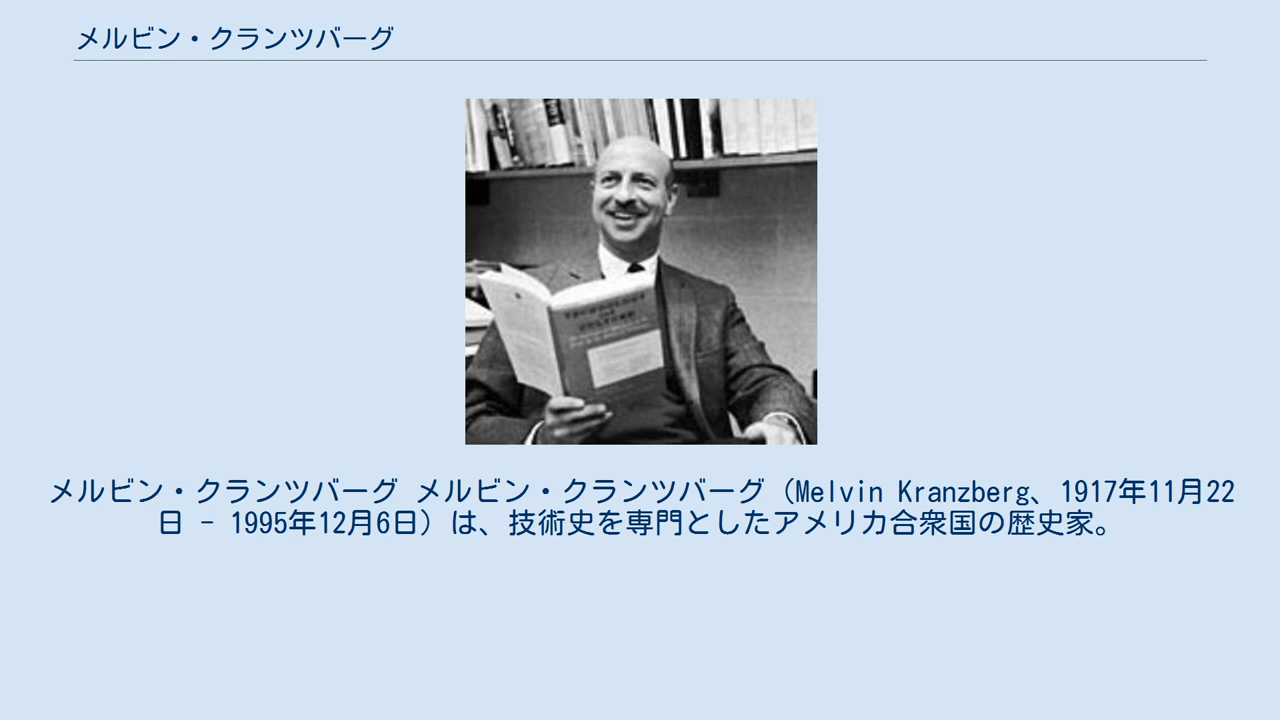 メルビン・クランツバーグ
TECHNOLOGY
and
CULTURE
メルビン・クランツバーグ メルビン・クランツバーグ（Melvin Kranzberg、1917年11月22
日 - 1995年12月6日）は、技術史を専門としたアメリカ合衆国の歴史家。